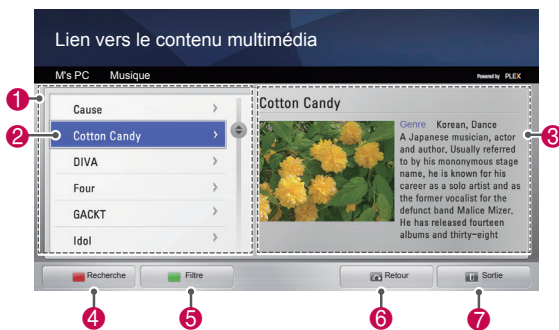 Lien vers le contenu multimédia
M's PC Musique
Powered by PLEX
1
Cause
2
Cotton Candy
DIVA
Four
GACKT
Idol
Cotton Candy
3
Genre Korean, Dance
A Japanese musician, actor
and author. Usually referred
to by his mononymous stage
name, he is known for his
career as a solo artist and as
the former vocalist for the
defunct band Malice Mizer.
He has released fourteen
albums and thirty-eight
Recherche
Filtre
Retour
Sortie
4
5
6
7